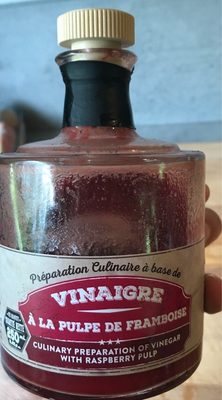 Préparation Culinaire à base de
VINAIGRE
À LA PULPE DE FRAMBOISE
CULINARY PREPARATION OF VINEGAR
WITH RASPBERRY PULP